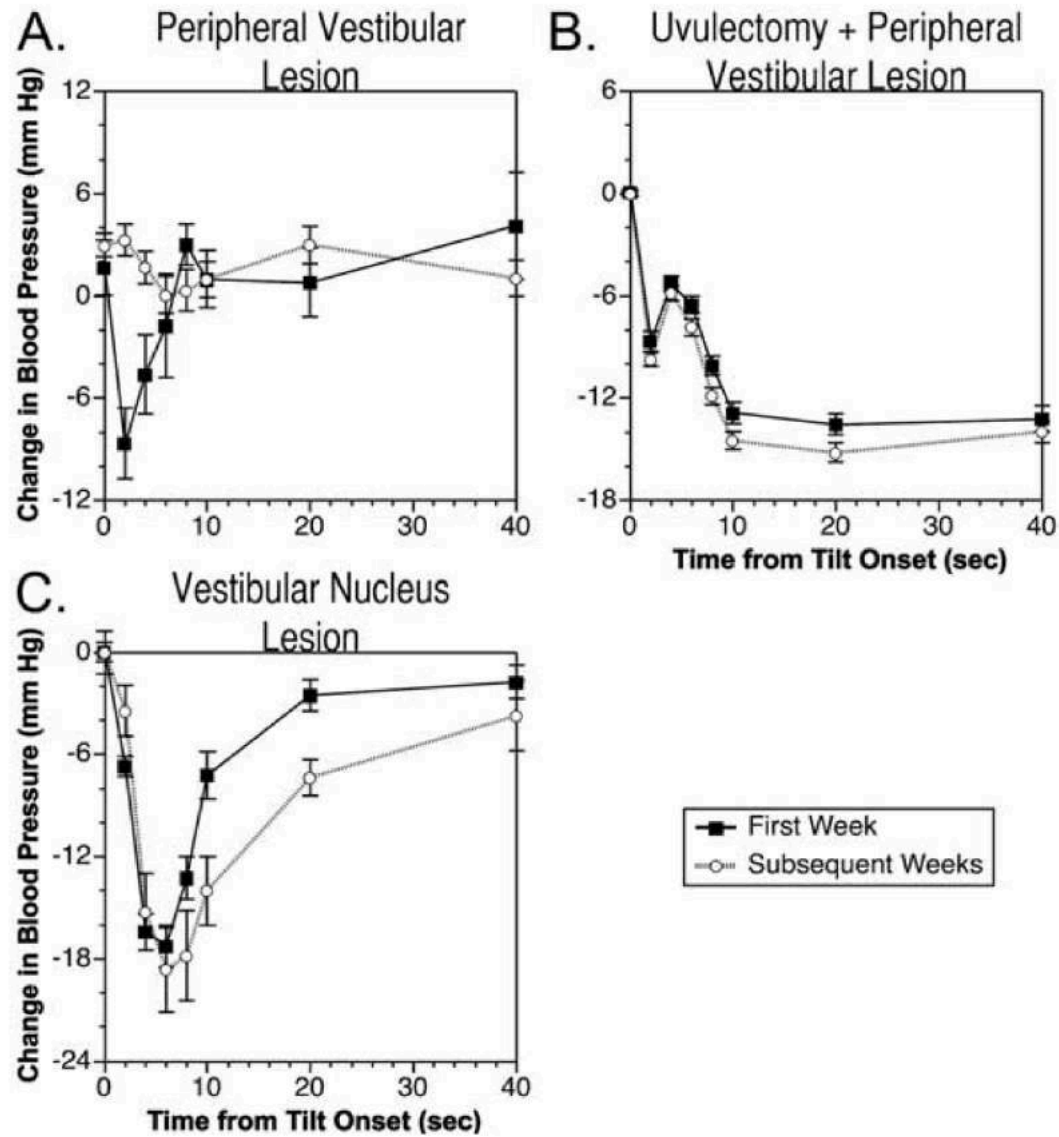 A.
Peripheral Vestibular
Lesion
Change in Blood Presssure (mm Hg)
12
6
0
-6
-12
0
10
20
30
40
B.
Uvulectomy + Peripheral
Vestibular Lesion
6
0
-6
-12
-18
0
10
20
30
40
Time from Tilt Onset (sec)
C.
Vestibular Nucleus
Lesion
Change in Blood Presssure (mm Hg)
0
-6
-12
-18
-24
0
10
20
30
40
Time from Tilt Onset (sec)
First Week
Subsequent Weeks